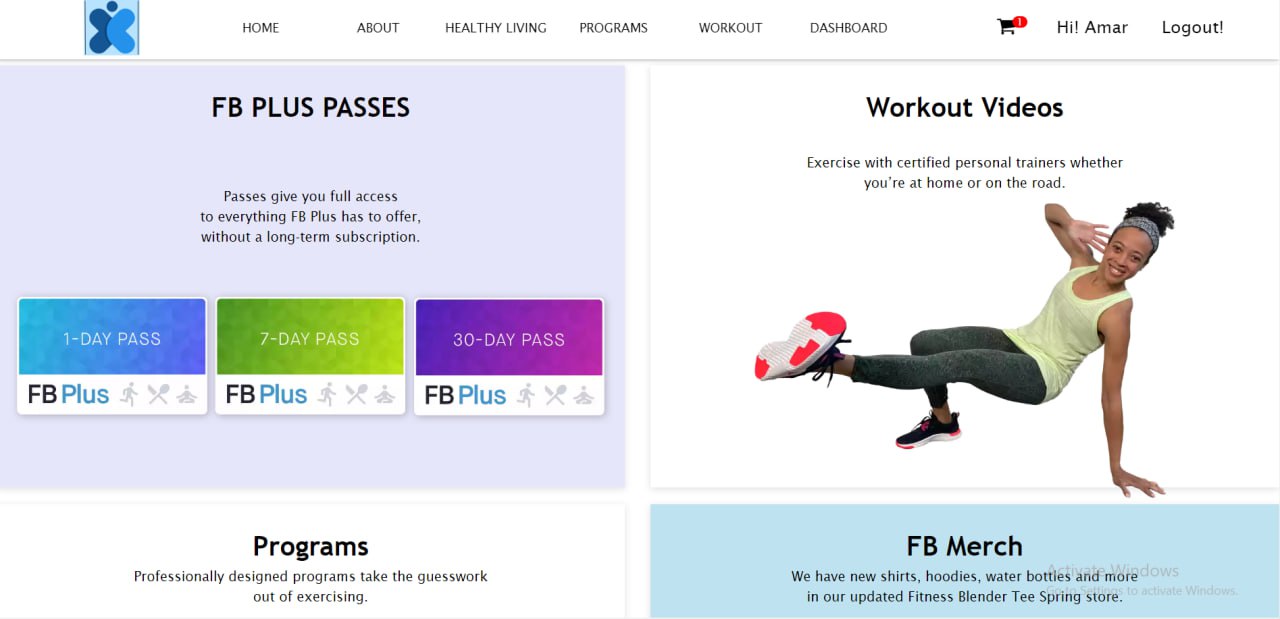 HOME ABOUT HEALTHY LIVING PROGRAMS WORKOUT DASHBOARD 1 Hi! Amar Logout!
FB PLUS PASSES
Passes give you full access
to everything FB Plus has to offer,
without a long-term subscription.
1-DAY PASS
FB Plus
7-DAY PASS
FB Plus
30-DAY PASS
FB Plus
Workout Videos
Exercise with certified personal trainers whether
you’re at home or on the road.
Programs
Professionally designed programs take the guesswork
out of exercising.
FB Merch
We have new shirts, hoodies, water bottles and more
in our updated Fitness Blender Tee Spring store.
Activate Windows
Go to Settings to activate Windows.